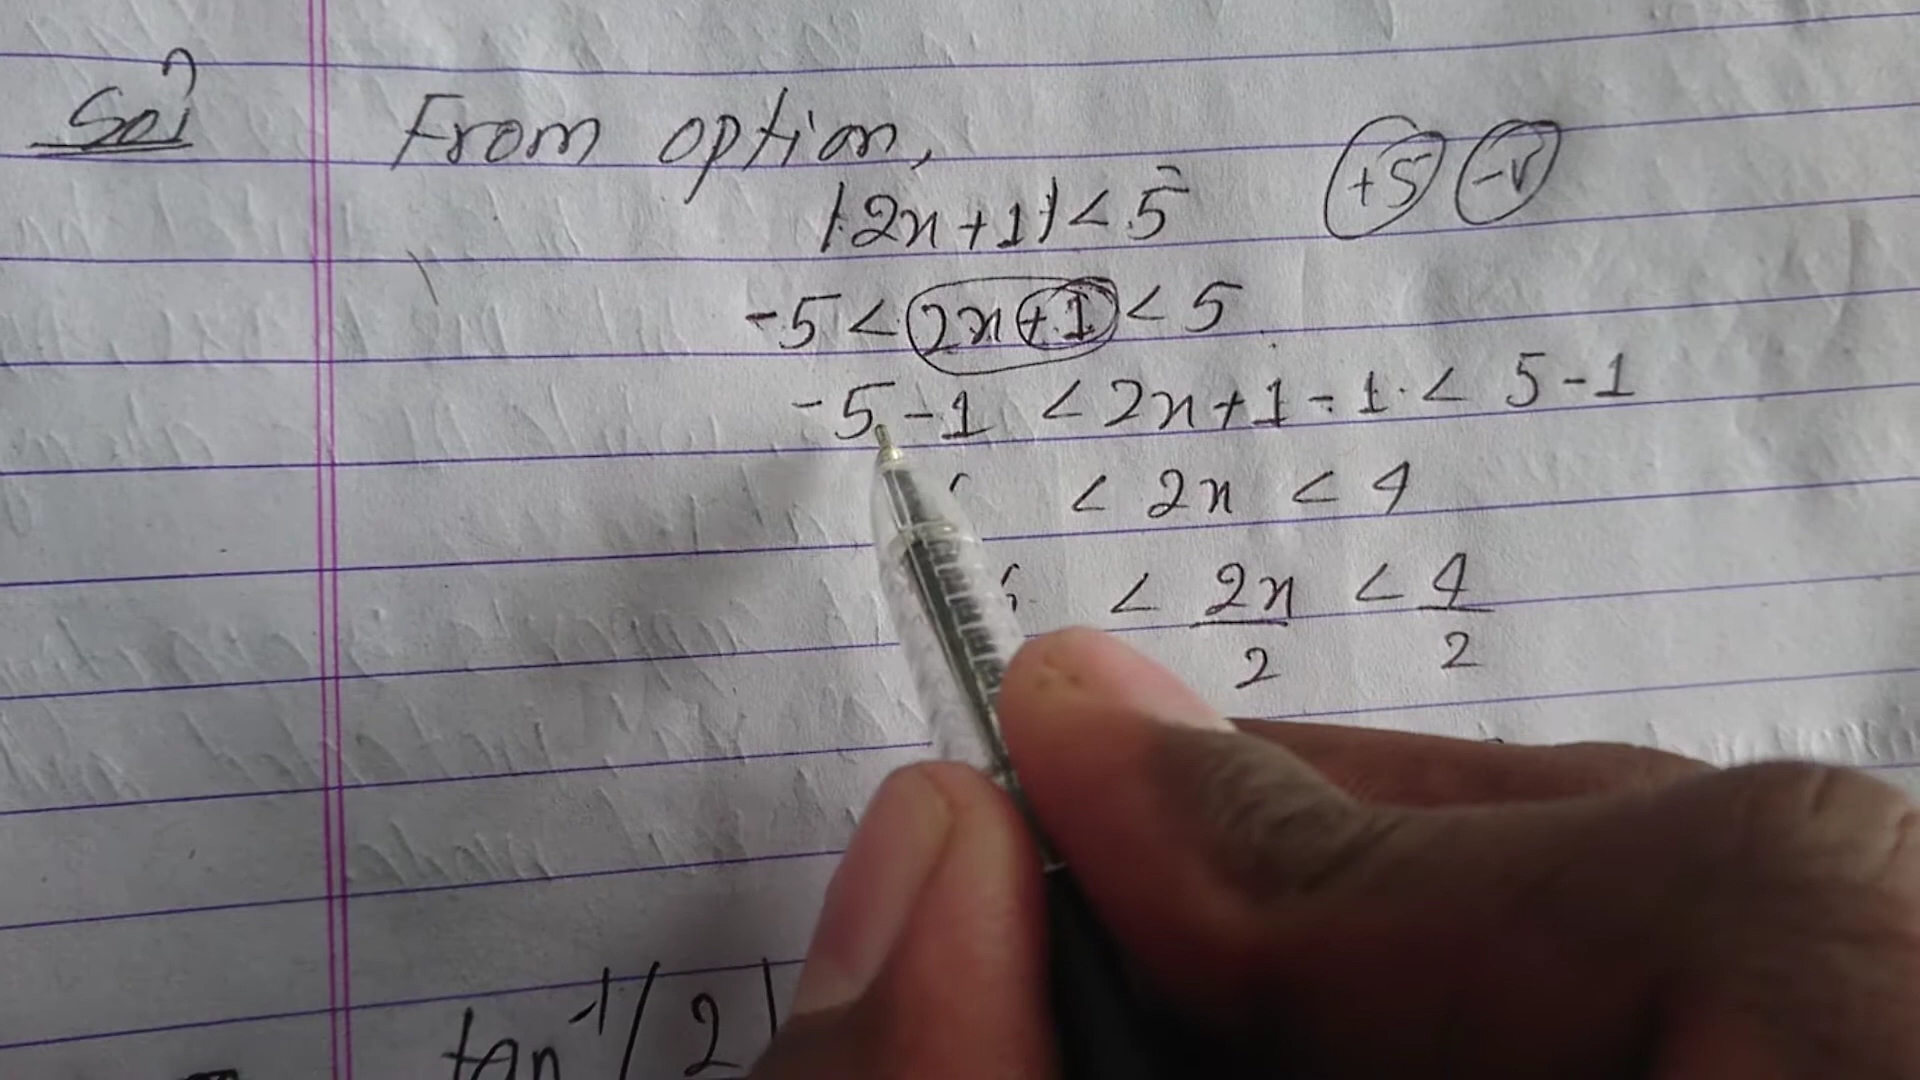 Sol?
From option,
|2x+1|<5 +5 -5
-5<2x+1<5
-5-1 <2x+1-1< 5-1
< 2x < 4
< 2x/2 < 4/2
tan⁻¹(2